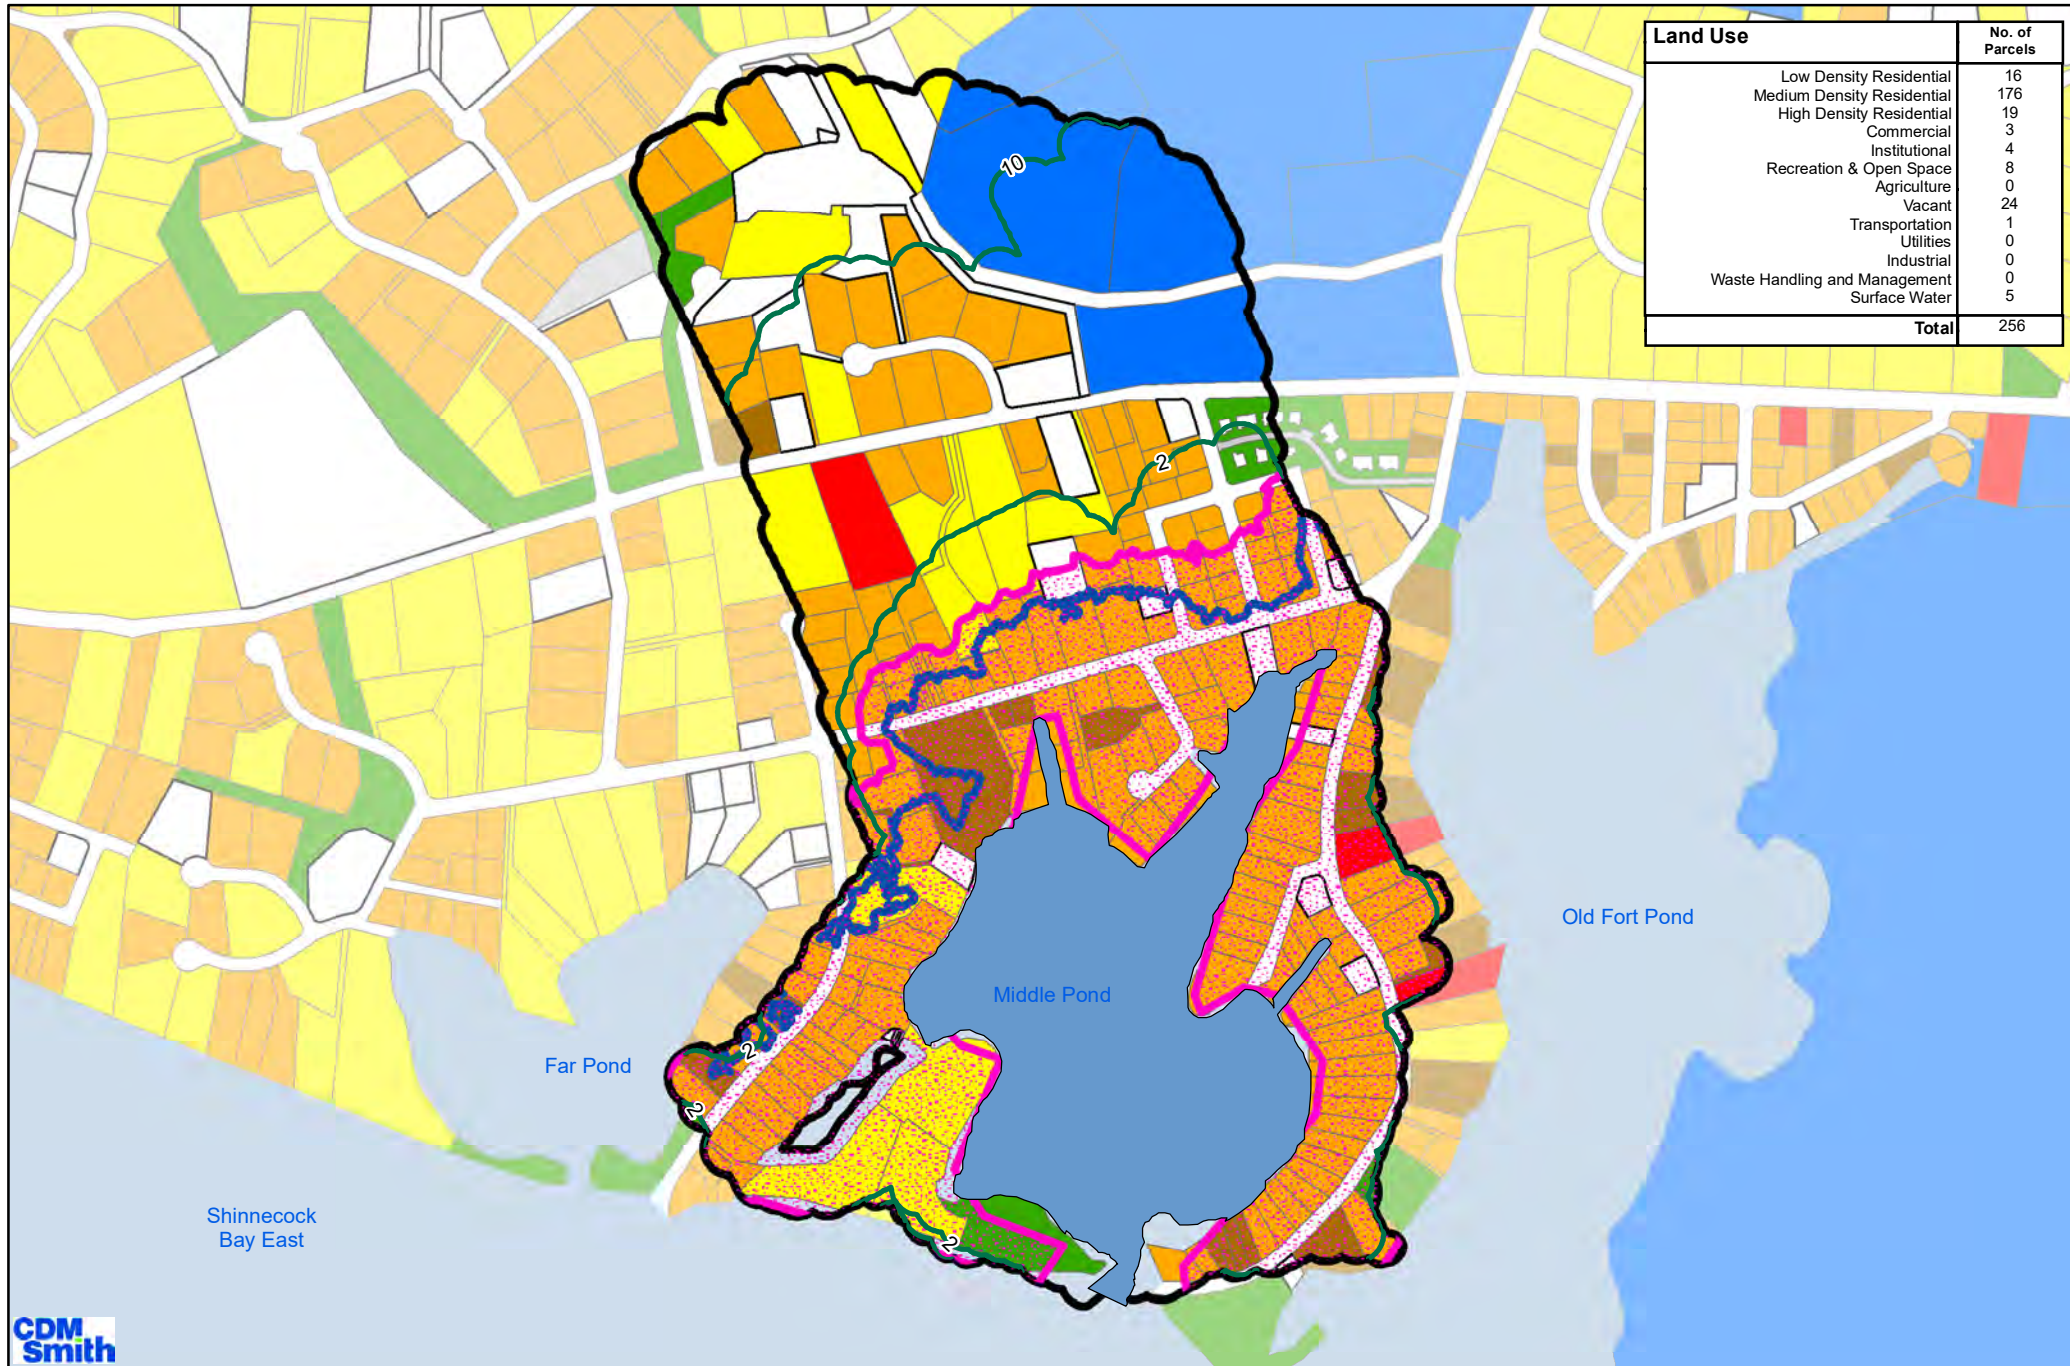 Land Use No. of Parcels
Low Density Residential 16
Medium Density Residential 176
High Density Residential 19
Commercial 3
Institutional 4
Recreation & Open Space 8
Agriculture 0
Vacant 24
Transportation 1
Utilities 0
Industrial 0
Waste Handling and Management 0
Surface Water 5
Total 256
10
2
Old Fort Pond
Middle Pond
2
Far Pond
2
Shinnecock
Bay East
2
CDM
Smith